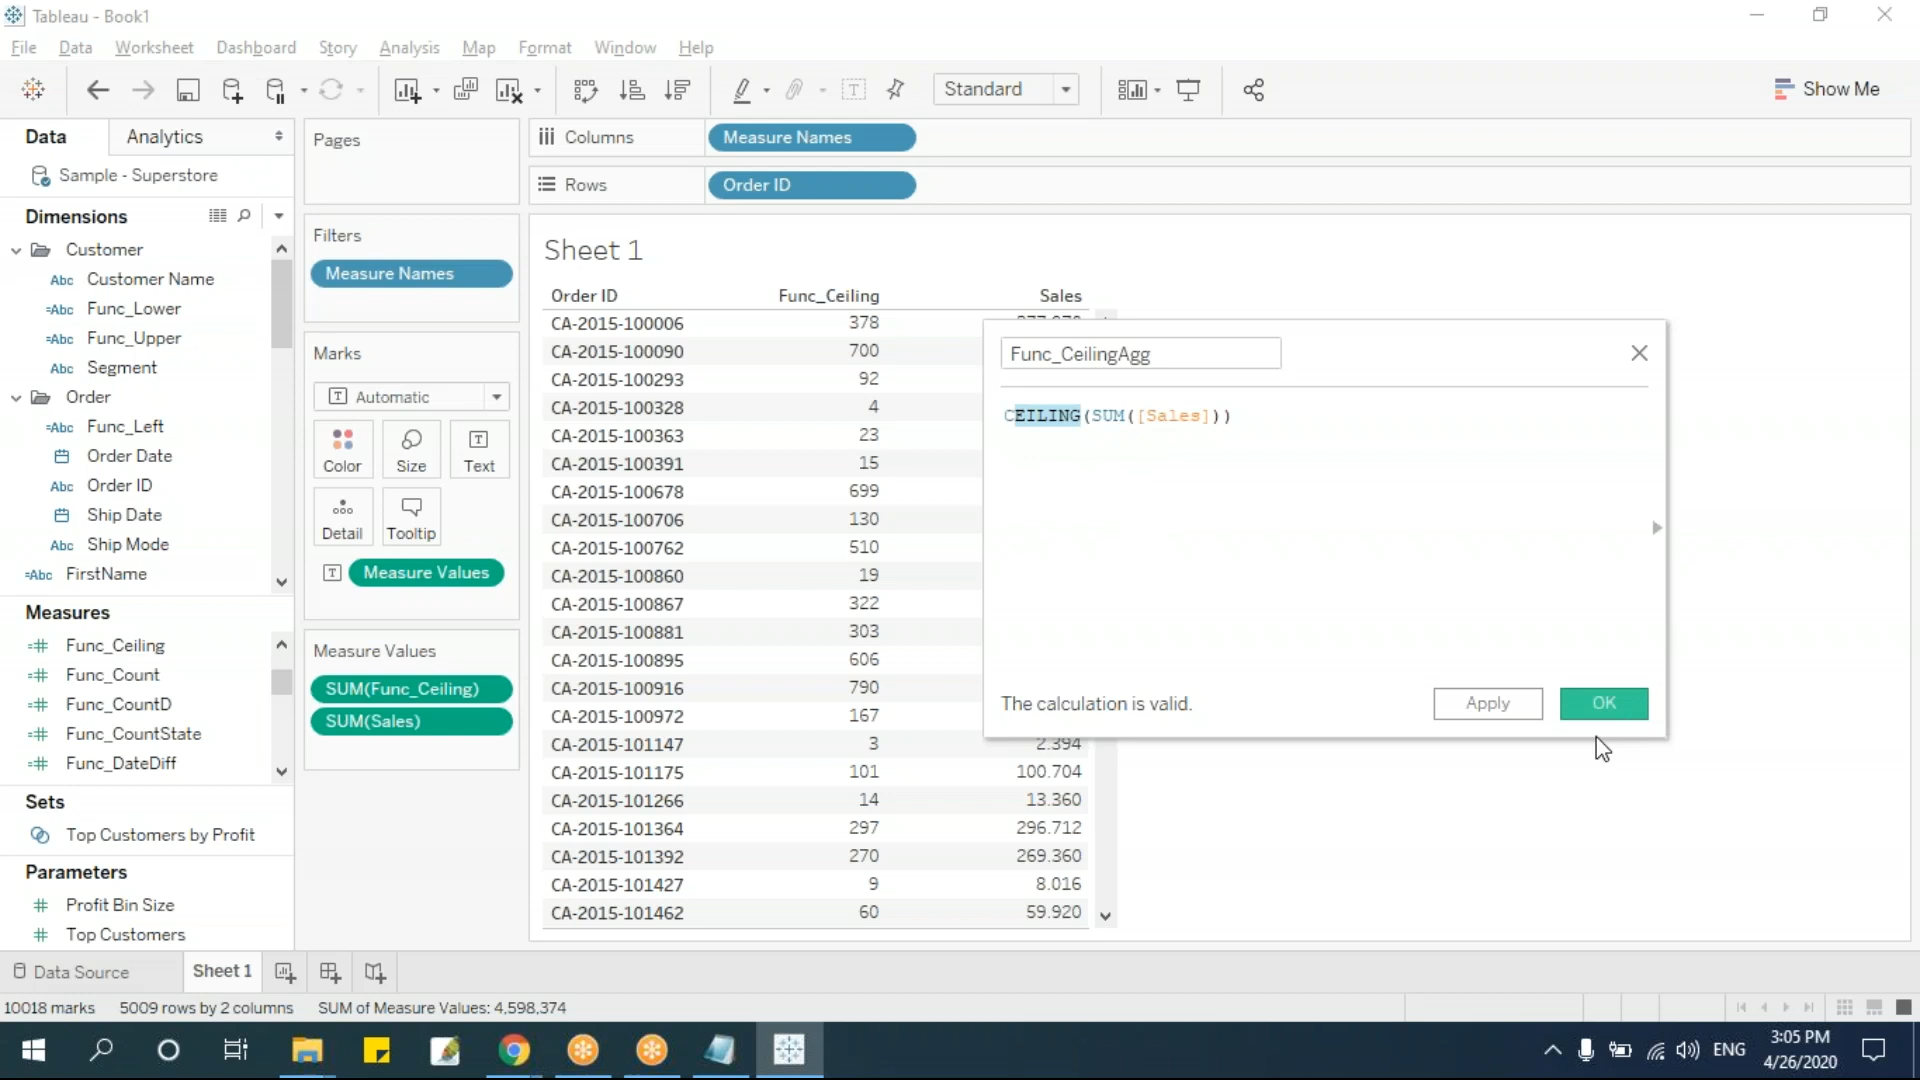 Tableau - Book1
File Data Worksheet Dashboard Story Analysis Map Format Window Help
Standard
Show Me
Data Analytics
Sample - Superstore
Dimensions
Customer
Abc Customer Name
=Abc Func_Lower
=Abc Func_Upper
Abc Segment
Order
=Abc Func_Left
Order Date
Abc Order ID
Ship Date
Abc Ship Mode
=Abc FirstName
Measures
=# Func_Ceiling
=# Func_Count
=# Func_CountD
=# Func_CountState
=# Func_DateDiff
Sets
Top Customers by Profit
Parameters
# Profit Bin Size
# Top Customers
Pages
Filters
Measure Names
Marks
T Automatic
Color Size Text
Detail Tooltip
T Measure Values
Measure Values
SUM(Func_Ceiling)
SUM(Sales)
Columns Measure Names
Rows Order ID
Sheet 1
Order ID Func_Ceiling Sales
CA-2015-100006 378
CA-2015-100090 700
CA-2015-100293 92
CA-2015-100328 4
CA-2015-100363 23
CA-2015-100391 15
CA-2015-100678 699
CA-2015-100706 130
CA-2015-100762 510
CA-2015-100860 19
CA-2015-100867 322
CA-2015-100881 303
CA-2015-100895 606
CA-2015-100916 790
CA-2015-100972 167
CA-2015-101147 3 2.394
CA-2015-101175 101 100.704
CA-2015-101266 14 13.360
CA-2015-101364 297 296.712
CA-2015-101392 270 269.360
CA-2015-101427 9 8.016
CA-2015-101462 60 59.920
Func_CeilingAgg
CEILING(SUM([Sales]))
The calculation is valid.
Apply OK
Data Source Sheet 1
10018 marks 5009 rows by 2 columns SUM of Measure Values: 4,598,374
ENG
3:05 PM
4/26/2020